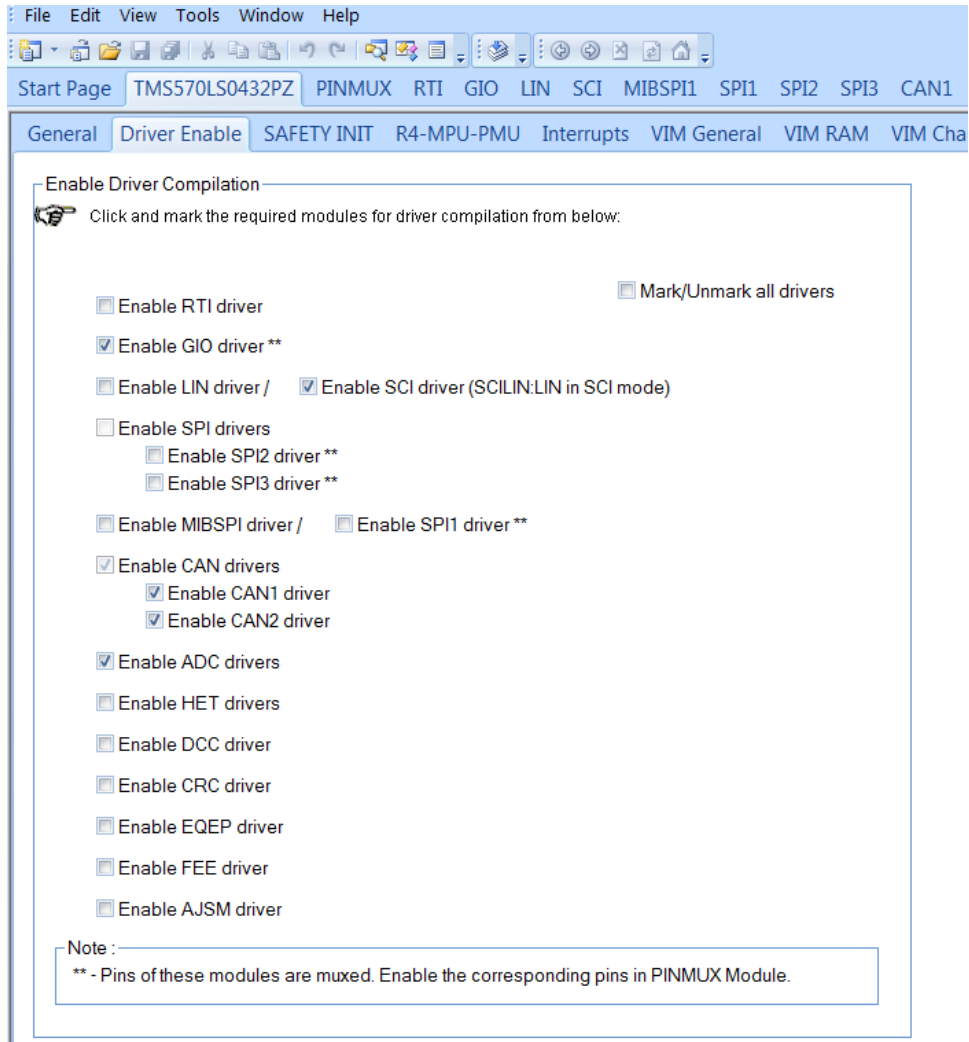 File Edit View Tools Window Help
Start Page TMS570LS0432PZ PINMUX RTI GIO LIN SCI MIBSPI1 SPI1 SPI2 SPI3 CAN1
General Driver Enable SAFETY INIT R4-MPU-PMU Interrupts VIM General VIM RAM VIM Cha
Enable Driver Compilation
Click and mark the required modules for driver compilation from below:
Mark/Unmark all drivers
Enable RTI driver
Enable GIO driver **
Enable LIN driver / Enable SCI driver (SCILIN:LIN in SCI mode)
Enable SPI drivers
Enable SPI2 driver **
Enable SPI3 driver **
Enable MIBSPI driver / Enable SPI1 driver **
Enable CAN drivers
Enable CAN1 driver
Enable CAN2 driver
Enable ADC drivers
Enable HET drivers
Enable DCC driver
Enable CRC driver
Enable EQEP driver
Enable FEE driver
Enable AJSM driver
Note :
** - Pins of these modules are muxed. Enable the corresponding pins in PINMUX Module.